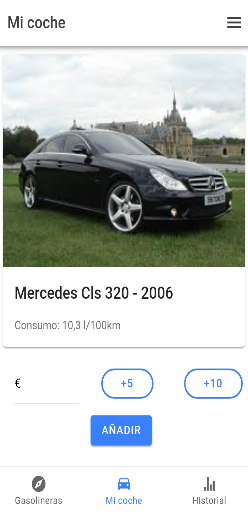 Mi coche
Mercedes Cls 320 - 2006
Consumo: 10,3 l/100km
€
+5
+10
AÑADIR
Gasolineras
Mi coche
Historial